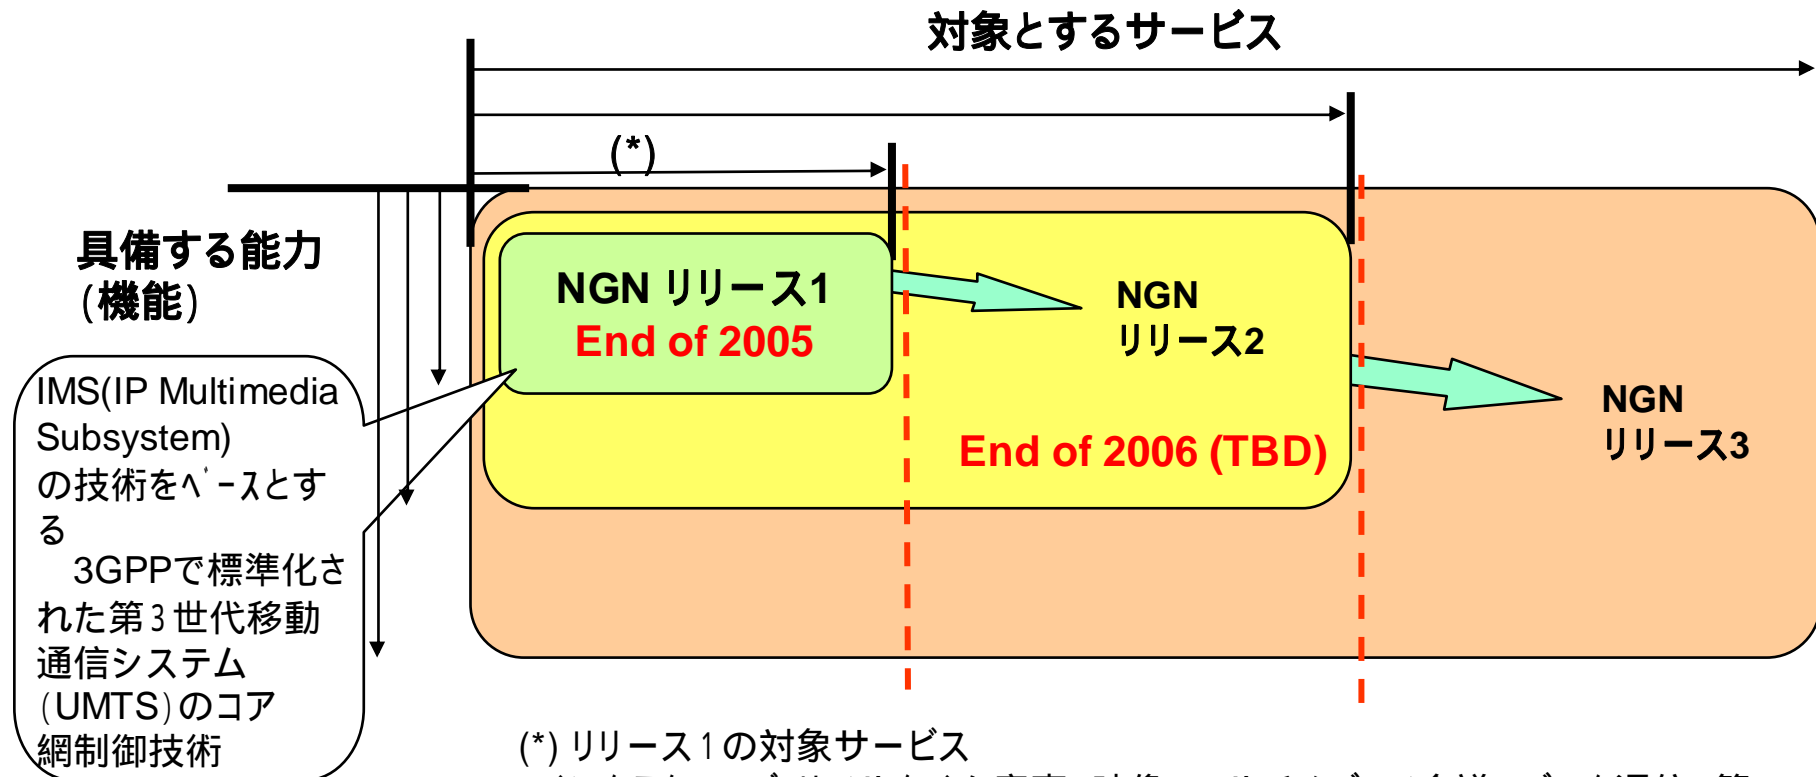 対象とするサービス
(*)
具備する能力
(機能)
NGN リリース1
End of 2005
NGN
リリース2
End of 2006 (TBD)
NGN
リリース3
IMS(IP Multimedia
Subsystem)
の技術をﾍﾞｰｽとす
る
　3GPPで標準化さ
れた第3世代移動
通信システム
(UMTS)のコア
網制御技術
(*) リリース1の対象サービス